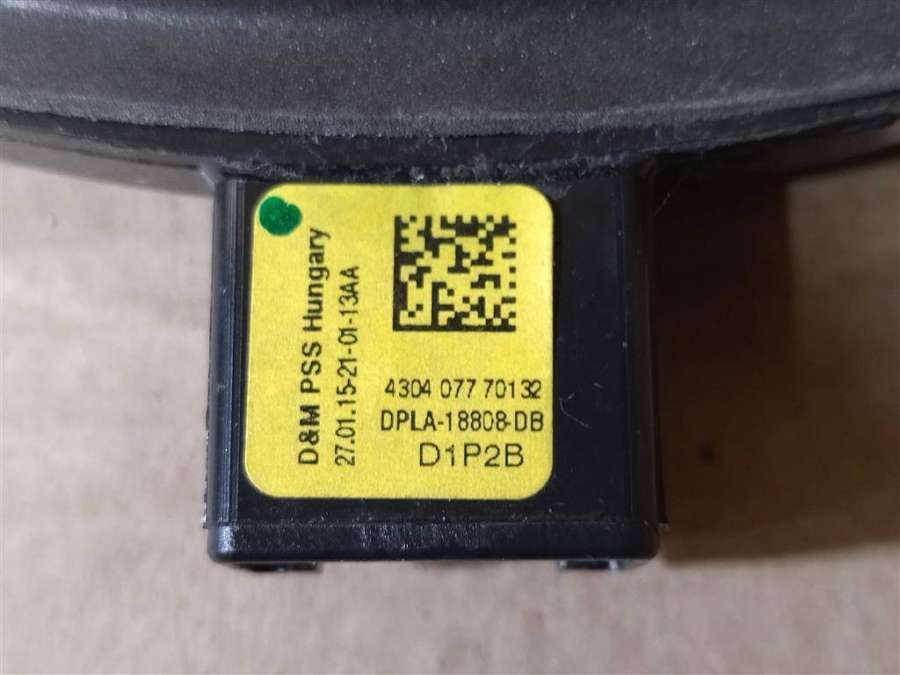 D&M PSS Hungary
27.01.15-21-01-13AA
4304 077 70132
DPLA-18808-DB
D1P2B